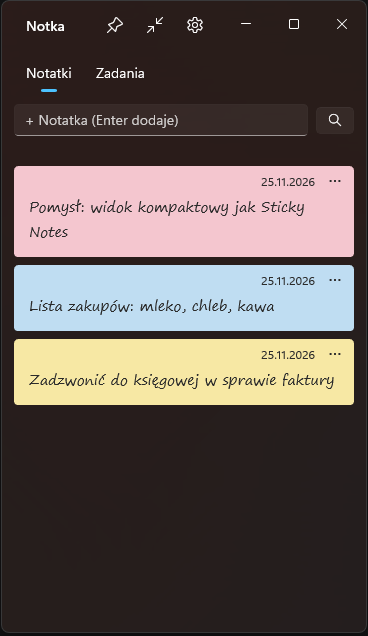 Notka
Notatki Zadania
+ Notatka (Enter dodaje)
25.11.2026 ···
Pomysł: widok kompaktowy jak Sticky
Notes
25.11.2026 ···
Lista zakupów: mleko, chleb, kawa
25.11.2026 ···
Zadzwonić do księgowej w sprawie faktury